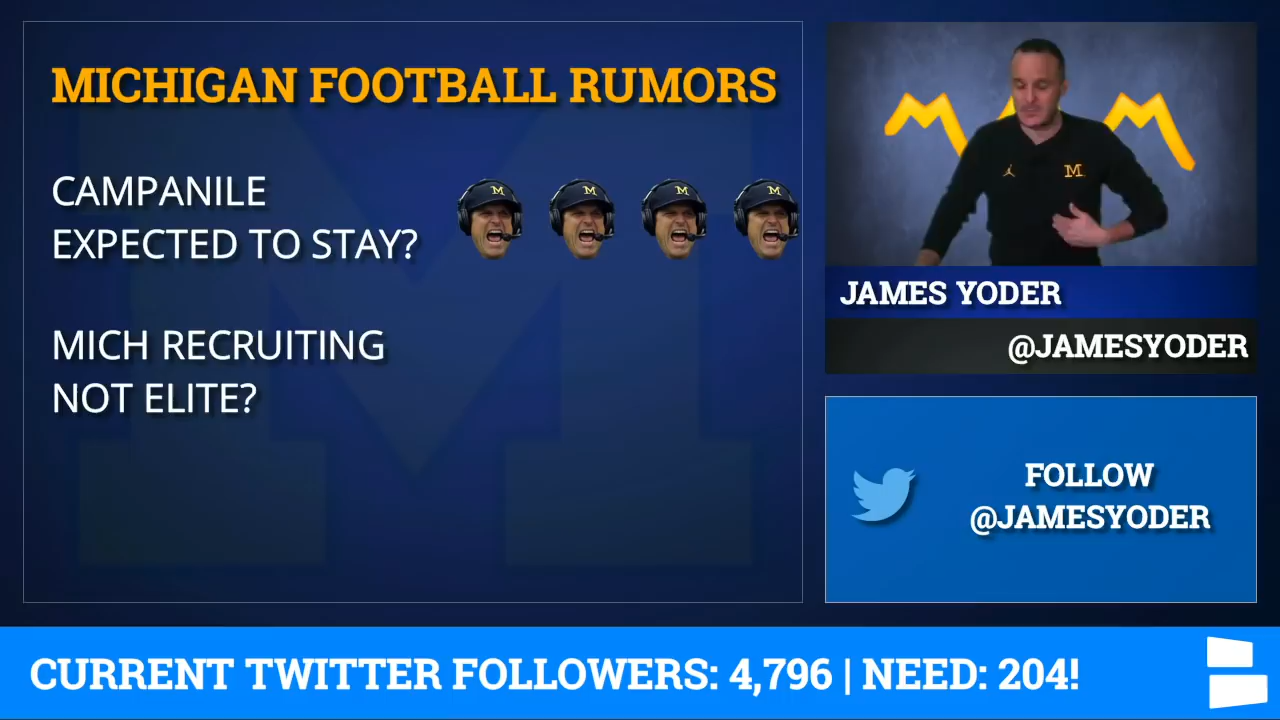 MICHIGAN FOOTBALL RUMORS
CAMPANILE
EXPECTED TO STAY?
MICH RECRUITING
NOT ELITE?
JAMES YODER
@JAMESYODER
FOLLOW
@JAMESYODER
CURRENT TWITTER FOLLOWERS: 4,796 | NEED: 204!